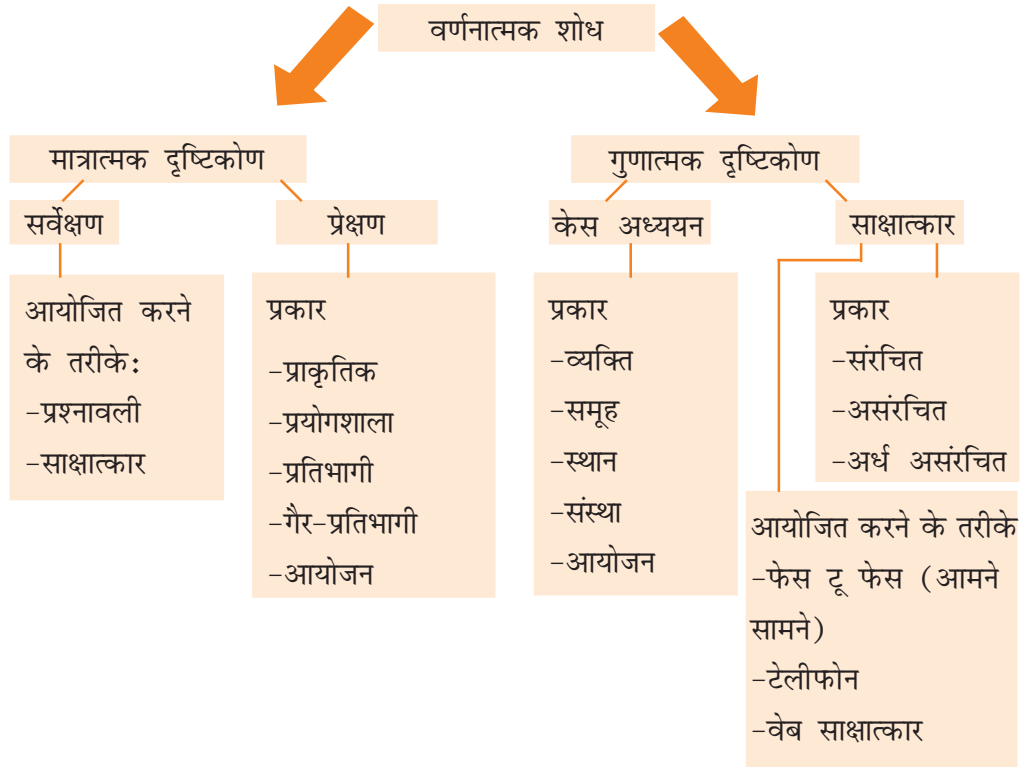 वर्णनात्मक शोध
मात्रात्मक दृष्टिकोण
गुणात्मक दृष्टिकोण
सर्वेक्षण
प्रेक्षण
केस अध्ययन
साक्षात्कार
आयोजित करने
के तरीके:
-प्रश्नावली
-साक्षात्कार
प्रकार
-प्राकृतिक
-प्रयोगशाला
-प्रतिभागी
-गैर-प्रतिभागी
-आयोजन
प्रकार
-व्यक्ति
-समूह
-स्थान
-संस्था
-आयोजन
प्रकार
-संरचित
-असंरचित
-अर्ध असंरचित
आयोजित करने के तरीके
-फेस टू फेस (आमने
सामने)
-टेलीफोन
-वेब साक्षात्कार